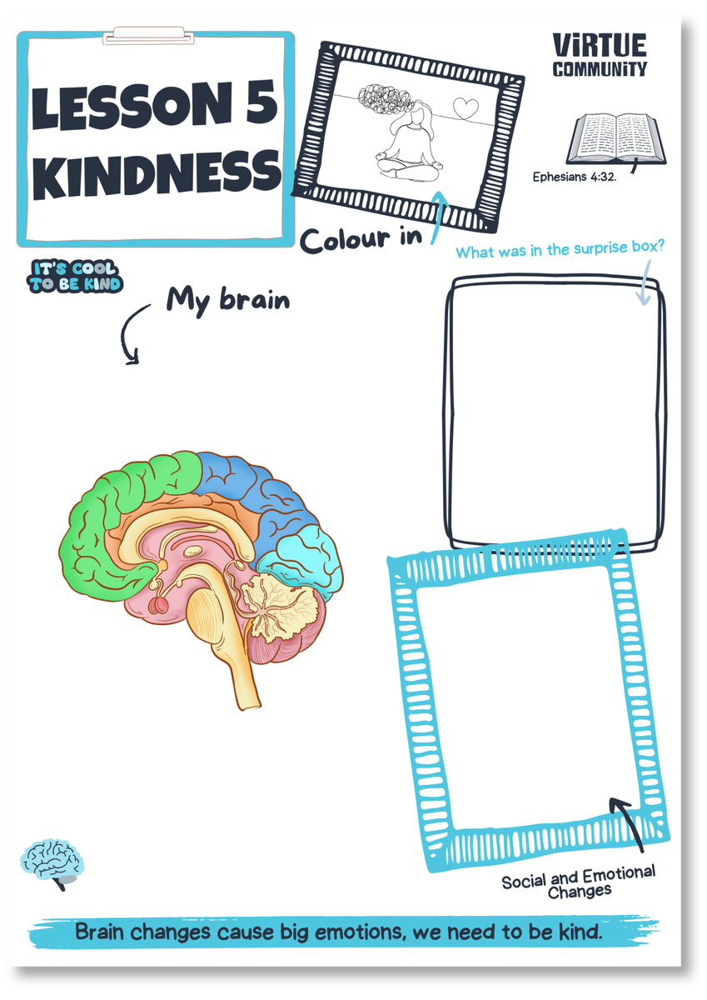 LESSON 5
KINDNESS
VIRTUE
COMMUNITY
Ephesians 4:32.
Colour in
What was in the surprise box?
IT'S COOL
TO BE KIND
My brain
Social and Emotional
Changes
Brain changes cause big emotions, we need to be kind.